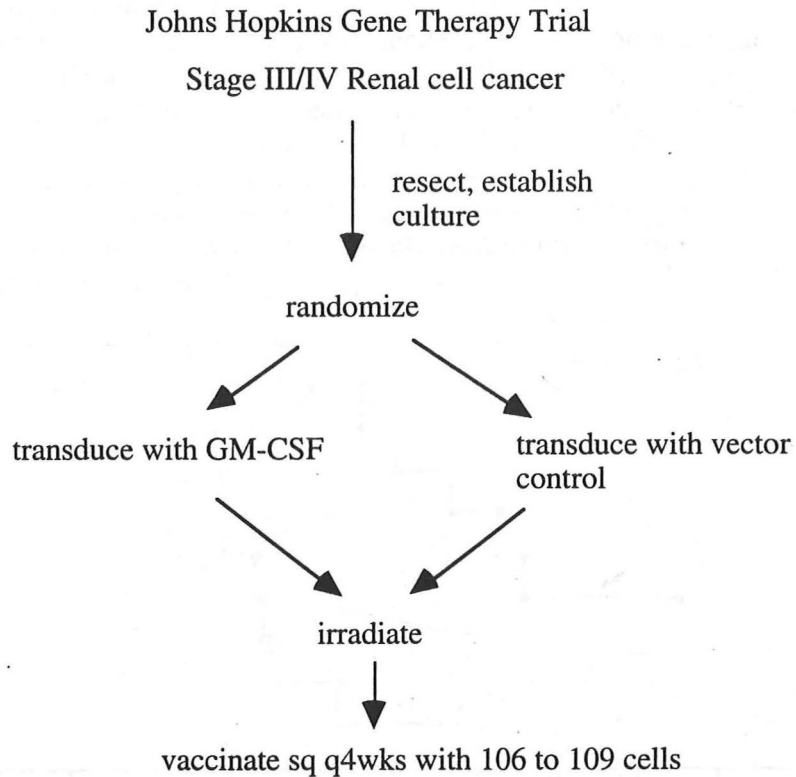 Johns Hopkins Gene Therapy Trial
Stage III/IV Renal cell cancer
resect, establish
culture
randomize
transduce with GM-CSF
transduce with vector
control
irradiate
vaccinate sq q4wks with 106 to 109 cells